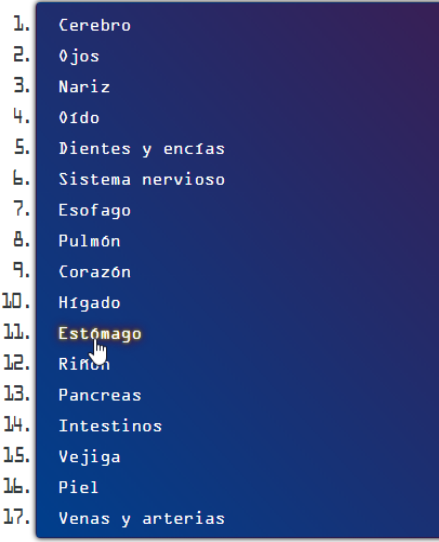 1. Cerebro
2. Ojos
3. Nariz
4. Oído
5. Dientes y encías
6. Sistema nervioso
7. Esofago
8. Pulmón
9. Corazón
10. Hígado
11. Estómago
12. Riñón
13. Pancreas
14. Intestinos
15. Vejiga
16. Piel
17. Venas y arterias